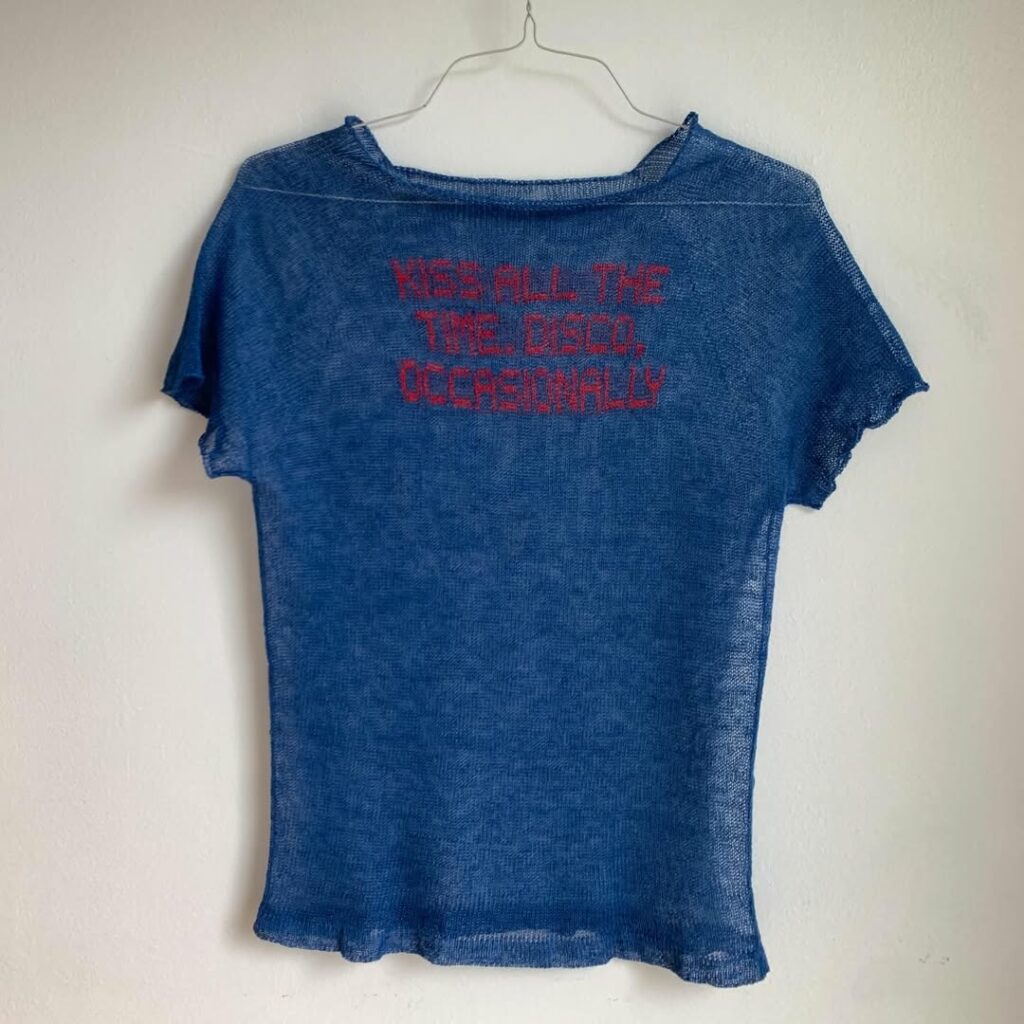 KISS ALL THE
TIME. DISCO,
OCCASIONALLY